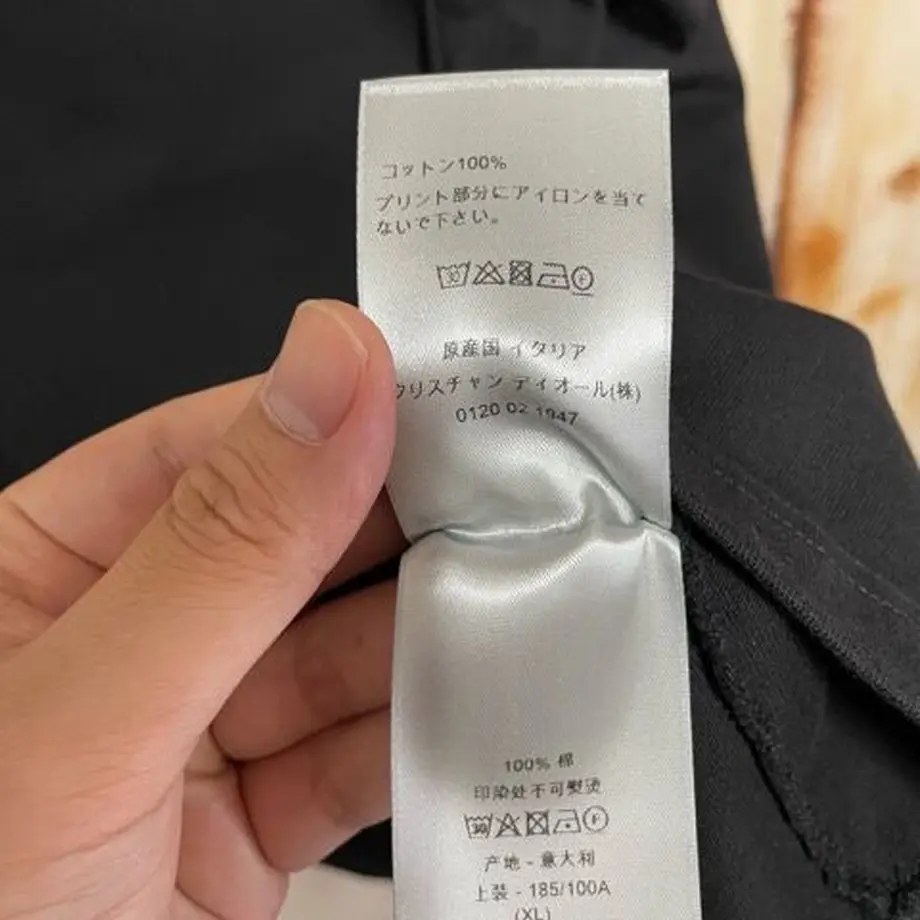 コットン100%
プリント部分にアイロンを当て
ないで下さい。
30 F
原産国 イタリア
クリスチャン ディオール(株)
0120 02 1947
100% 棉
印染处不可熨烫
30 F
产地 - 意大利
上装 - 185/100A
(XL)